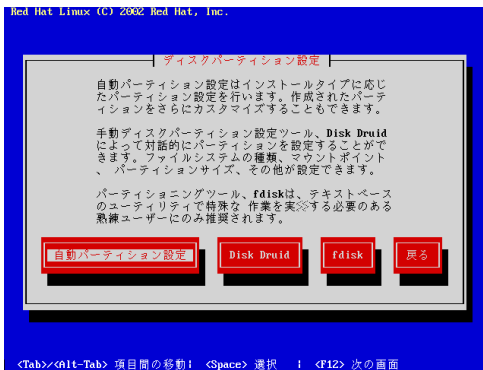 Red Hat Linux (C) 2002 Red Hat, Inc.
ディスクパーティション設定
自動パーティション設定はインストールタイプに応じ
たパーティション設定を行います。作成されたパーテ
ィションをさらにカスタマイズすることもできます。
手動ディスクパーティション設定ツール、Disk Druid
によって対話的にパーティションを設定することがで
きます。ファイルシステムの種類、マウントポイント
、 パーティションサイズ、その他が設定できます。
パーティショニングツール、fdiskは、テキストベース
のユーティリティで特殊な 作業を実する必要のある
熟練ユーザーにのみ推奨されます。
自動パーティション設定 Disk Druid fdisk 戻る
<Tab>/<Alt-Tab> 項目間の移動| <Space> 選択 | <F12> 次の画面